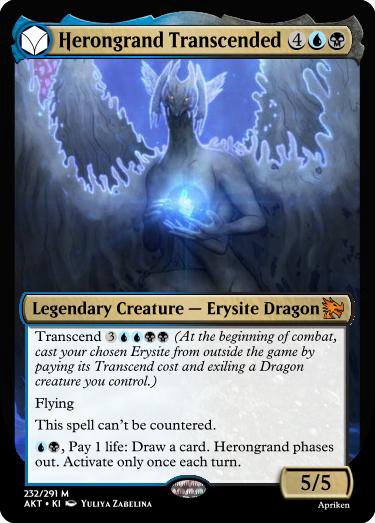 Herongrand Transcended 4
Legendary Creature — Erysite Dragon
Transcend 3 (At the beginning of combat,
cast your chosen Erysite from outside the game by
paying its Transcend cost and exiling a Dragon
creature you control.)
Flying
This spell can't be countered.
, Pay 1 life: Draw a card. Herongrand phases
out. Activate only once each turn.
5/5
232/291 M
AKT • KI Yuliya Zabelina
Apriken